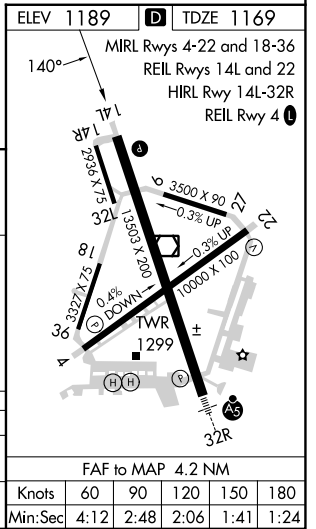 ELEV 1189 D TDZE 1169
MIRL Rwys 4-22 and 18-36
REIL Rwys 14L and 22
HIRL Rwy 14L-32R
REIL Rwy 4 L
140°
14L
14R
P
2936 X 75
32L
9
3500 X 90
0.3% UP
27
22
13503 X 200
0.3% UP
V
10000 X 100
18
3327 X 75
0.4%
DOWN
P
36
4
TWR
1299
±
H H
P
A5
32R
FAF to MAP 4.2 NM
Knots 60 90 120 150 180
Min:Sec 4:12 2:48 2:06 1:41 1:24